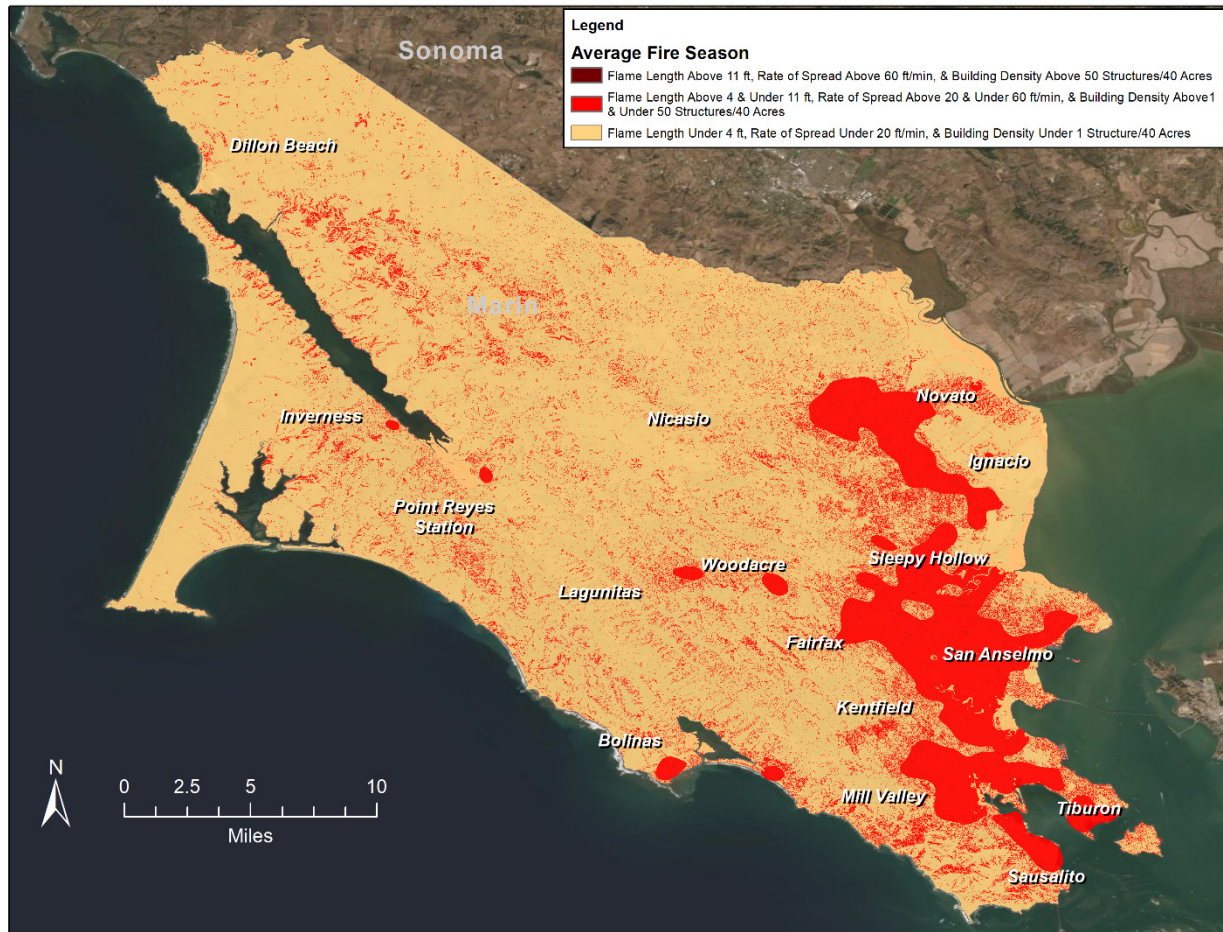 Legend
Average Fire Season
Flame Length Above 11 ft, Rate of Spread Above 60 ft/min, & Building Density Above 50 Structures/40 Acres
Flame Length Above 4 & Under 11 ft, Rate of Spread Above 20 & Under 60 ft/min, & Building Density Above1
& Under 50 Structures/40 Acres
Flame Length Under 4 ft, Rate of Spread Under 20 ft/min, & Building Density Under 1 Structure/40 Acres
Sonoma
Dillon Beach
Marin
Novato
Inverness
Nicasio
Ignacio
Point Reyes
Station
Sleepy Hollow
Woodacre
Lagunitas
Fairfax
San Anselmo
Kentfield
Bolinas
N
0 2.5 5 10
Miles
Mill Valley
Tiburon
Sausalito